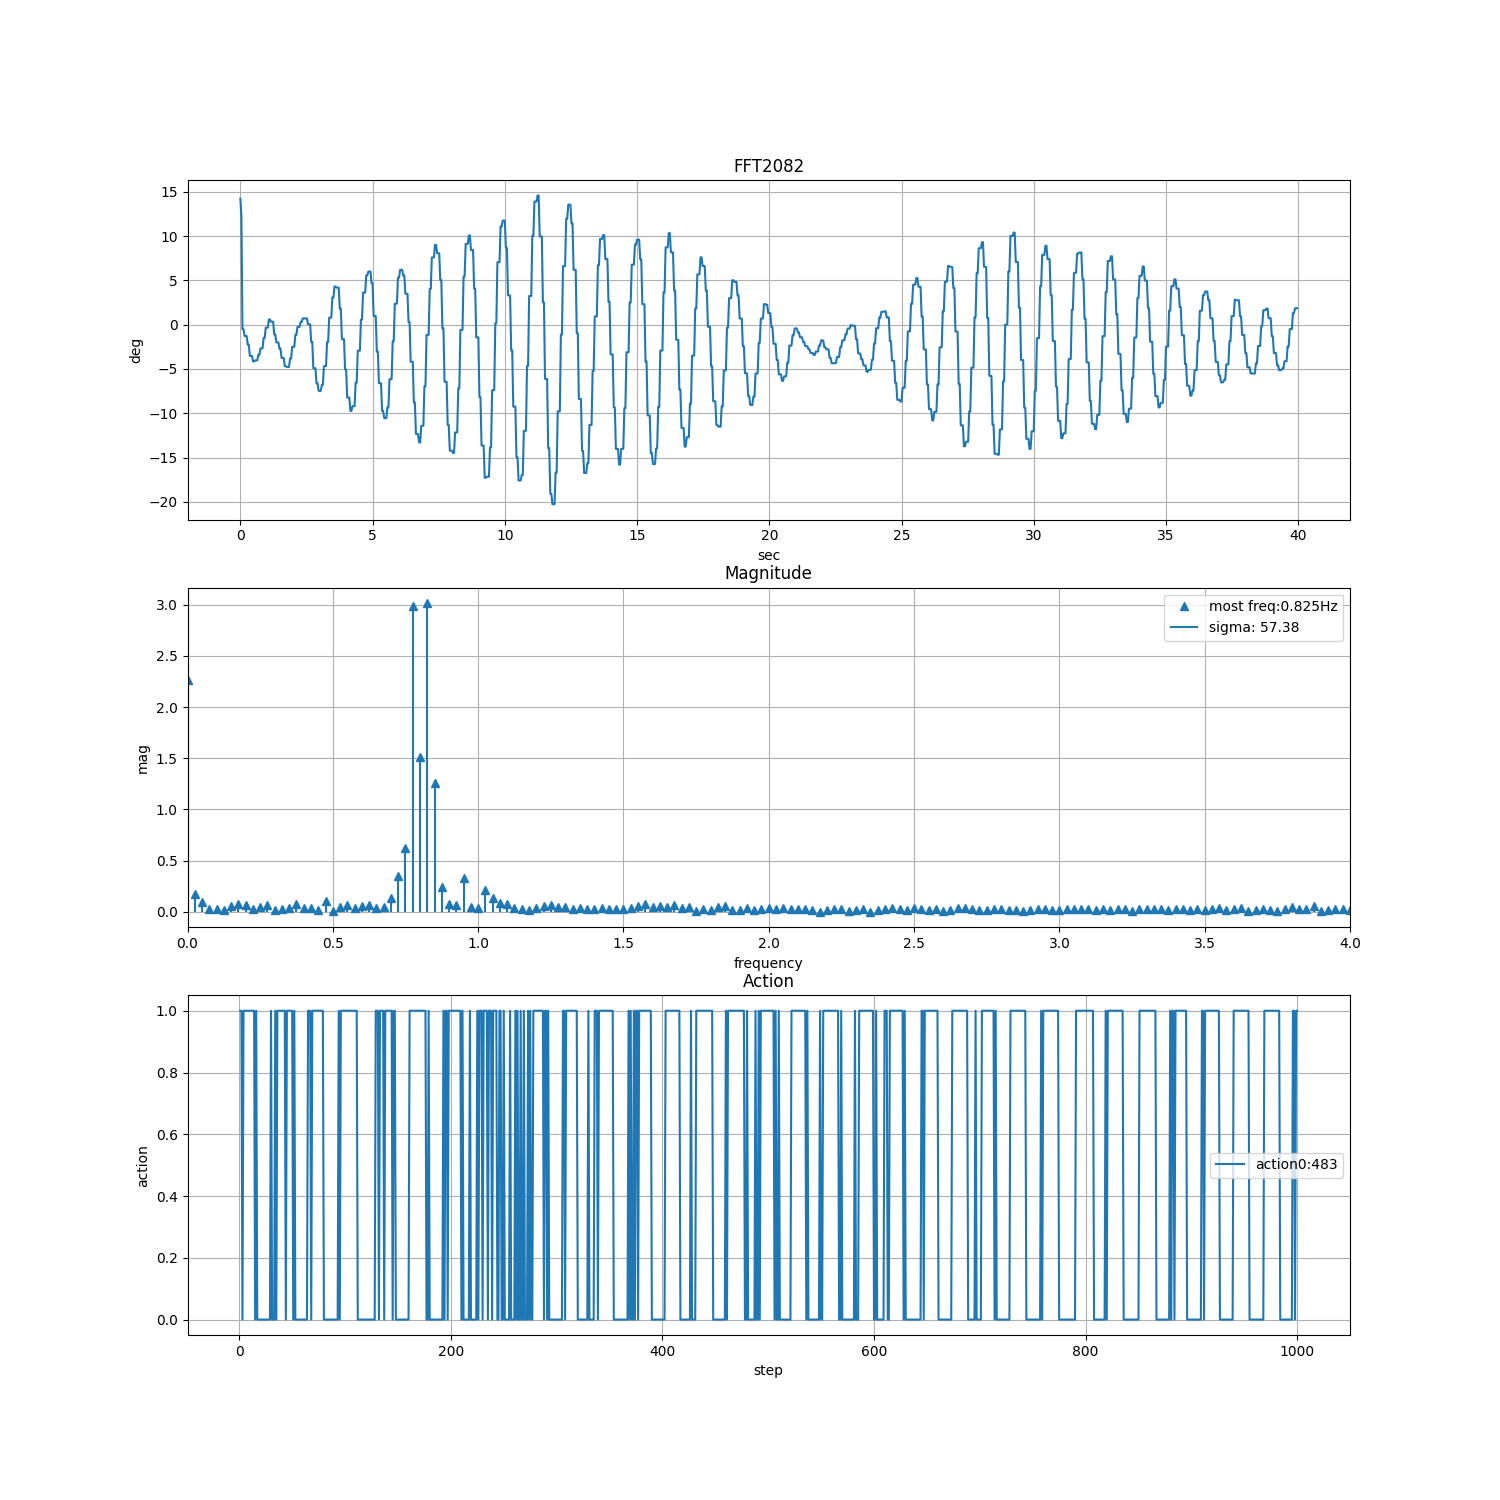 FFT2082
15
10
5
0
−5
−10
−15
−20
deg
0 5 10 15 20 25 30 35 40
sec
Magnitude
3.0
2.5
2.0
1.5
1.0
0.5
0.0
mag
most freq:0.825Hz
sigma: 57.38
0.0 0.5 1.0 1.5 2.0 2.5 3.0 3.5 4.0
frequency
Action
1.0
0.8
0.6
0.4
0.2
0.0
action
action0:483
0 200 400 600 800 1000
step